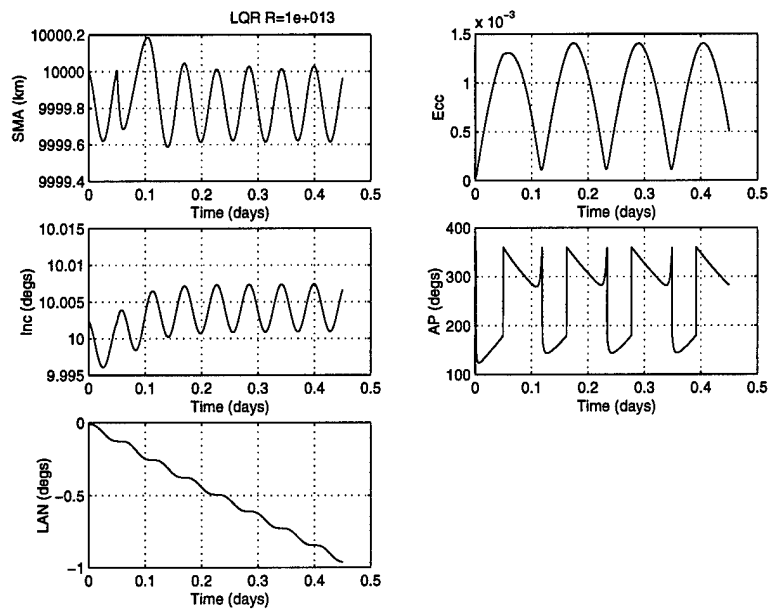 LQR R=1e+013
10000.2
10000
9999.8
9999.6
9999.4
SMA (km)
0 0.1 0.2 0.3 0.4 0.5
Time (days)
x 10^-3
1.5
1
0.5
0
Ecc
0 0.1 0.2 0.3 0.4 0.5
Time (days)
10.015
10.01
10.005
10
9.995
Inc (degs)
0 0.1 0.2 0.3 0.4 0.5
Time (days)
400
300
200
100
AP (degs)
0 0.1 0.2 0.3 0.4 0.5
Time (days)
0
-0.5
-1
LAN (degs)
0 0.1 0.2 0.3 0.4 0.5
Time (days)